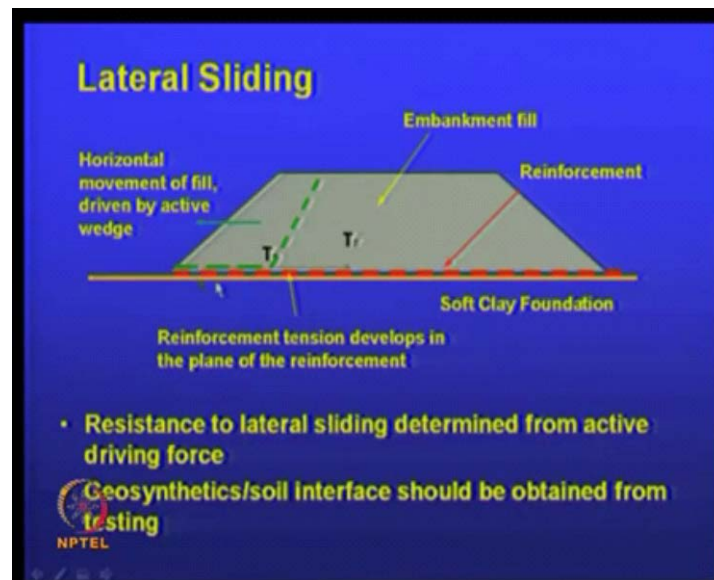 Lateral Sliding
Embankment fill
Horizontal
movement of fill,
driven by active
wedge
Reinforcement
Soft Clay Foundation
Reinforcement tension develops in
the plane of the reinforcement
• Resistance to lateral sliding determined from active
driving force
Geosynthetics/soil interface should be obtained from
testing
NPTEL